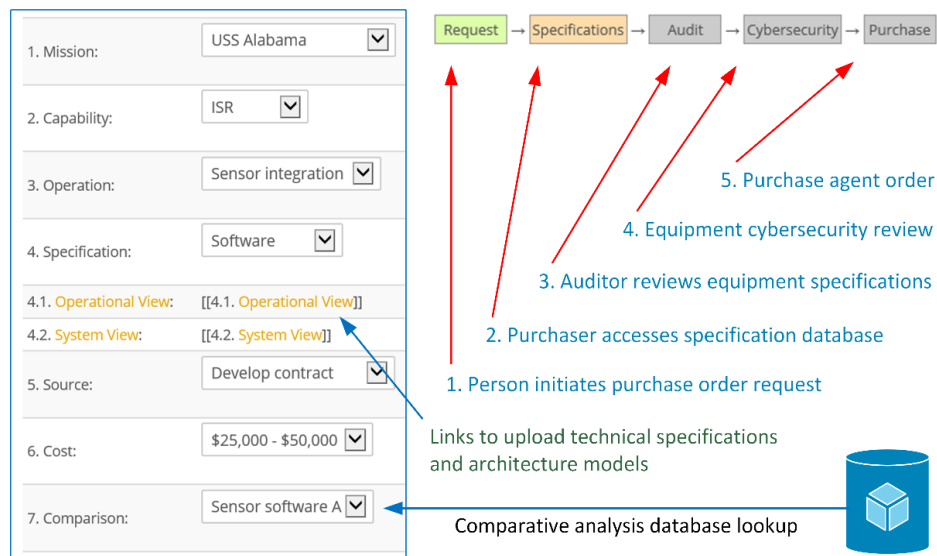 1. Mission: USS Alabama
2. Capability: ISR
3. Operation: Sensor integration
4. Specification: Software
4.1. Operational View: [[4.1. Operational View]]
4.2. System View: [[4.2. System View]]
5. Source: Develop contract
6. Cost: $25,000 - $50,000
7. Comparison: Sensor software A
Request → Specifications → Audit → Cybersecurity → Purchase
5. Purchase agent order
4. Equipment cybersecurity review
3. Auditor reviews equipment specifications
2. Purchaser accesses specification database
1. Person initiates purchase order request
Links to upload technical specifications
and architecture models
Comparative analysis database lookup